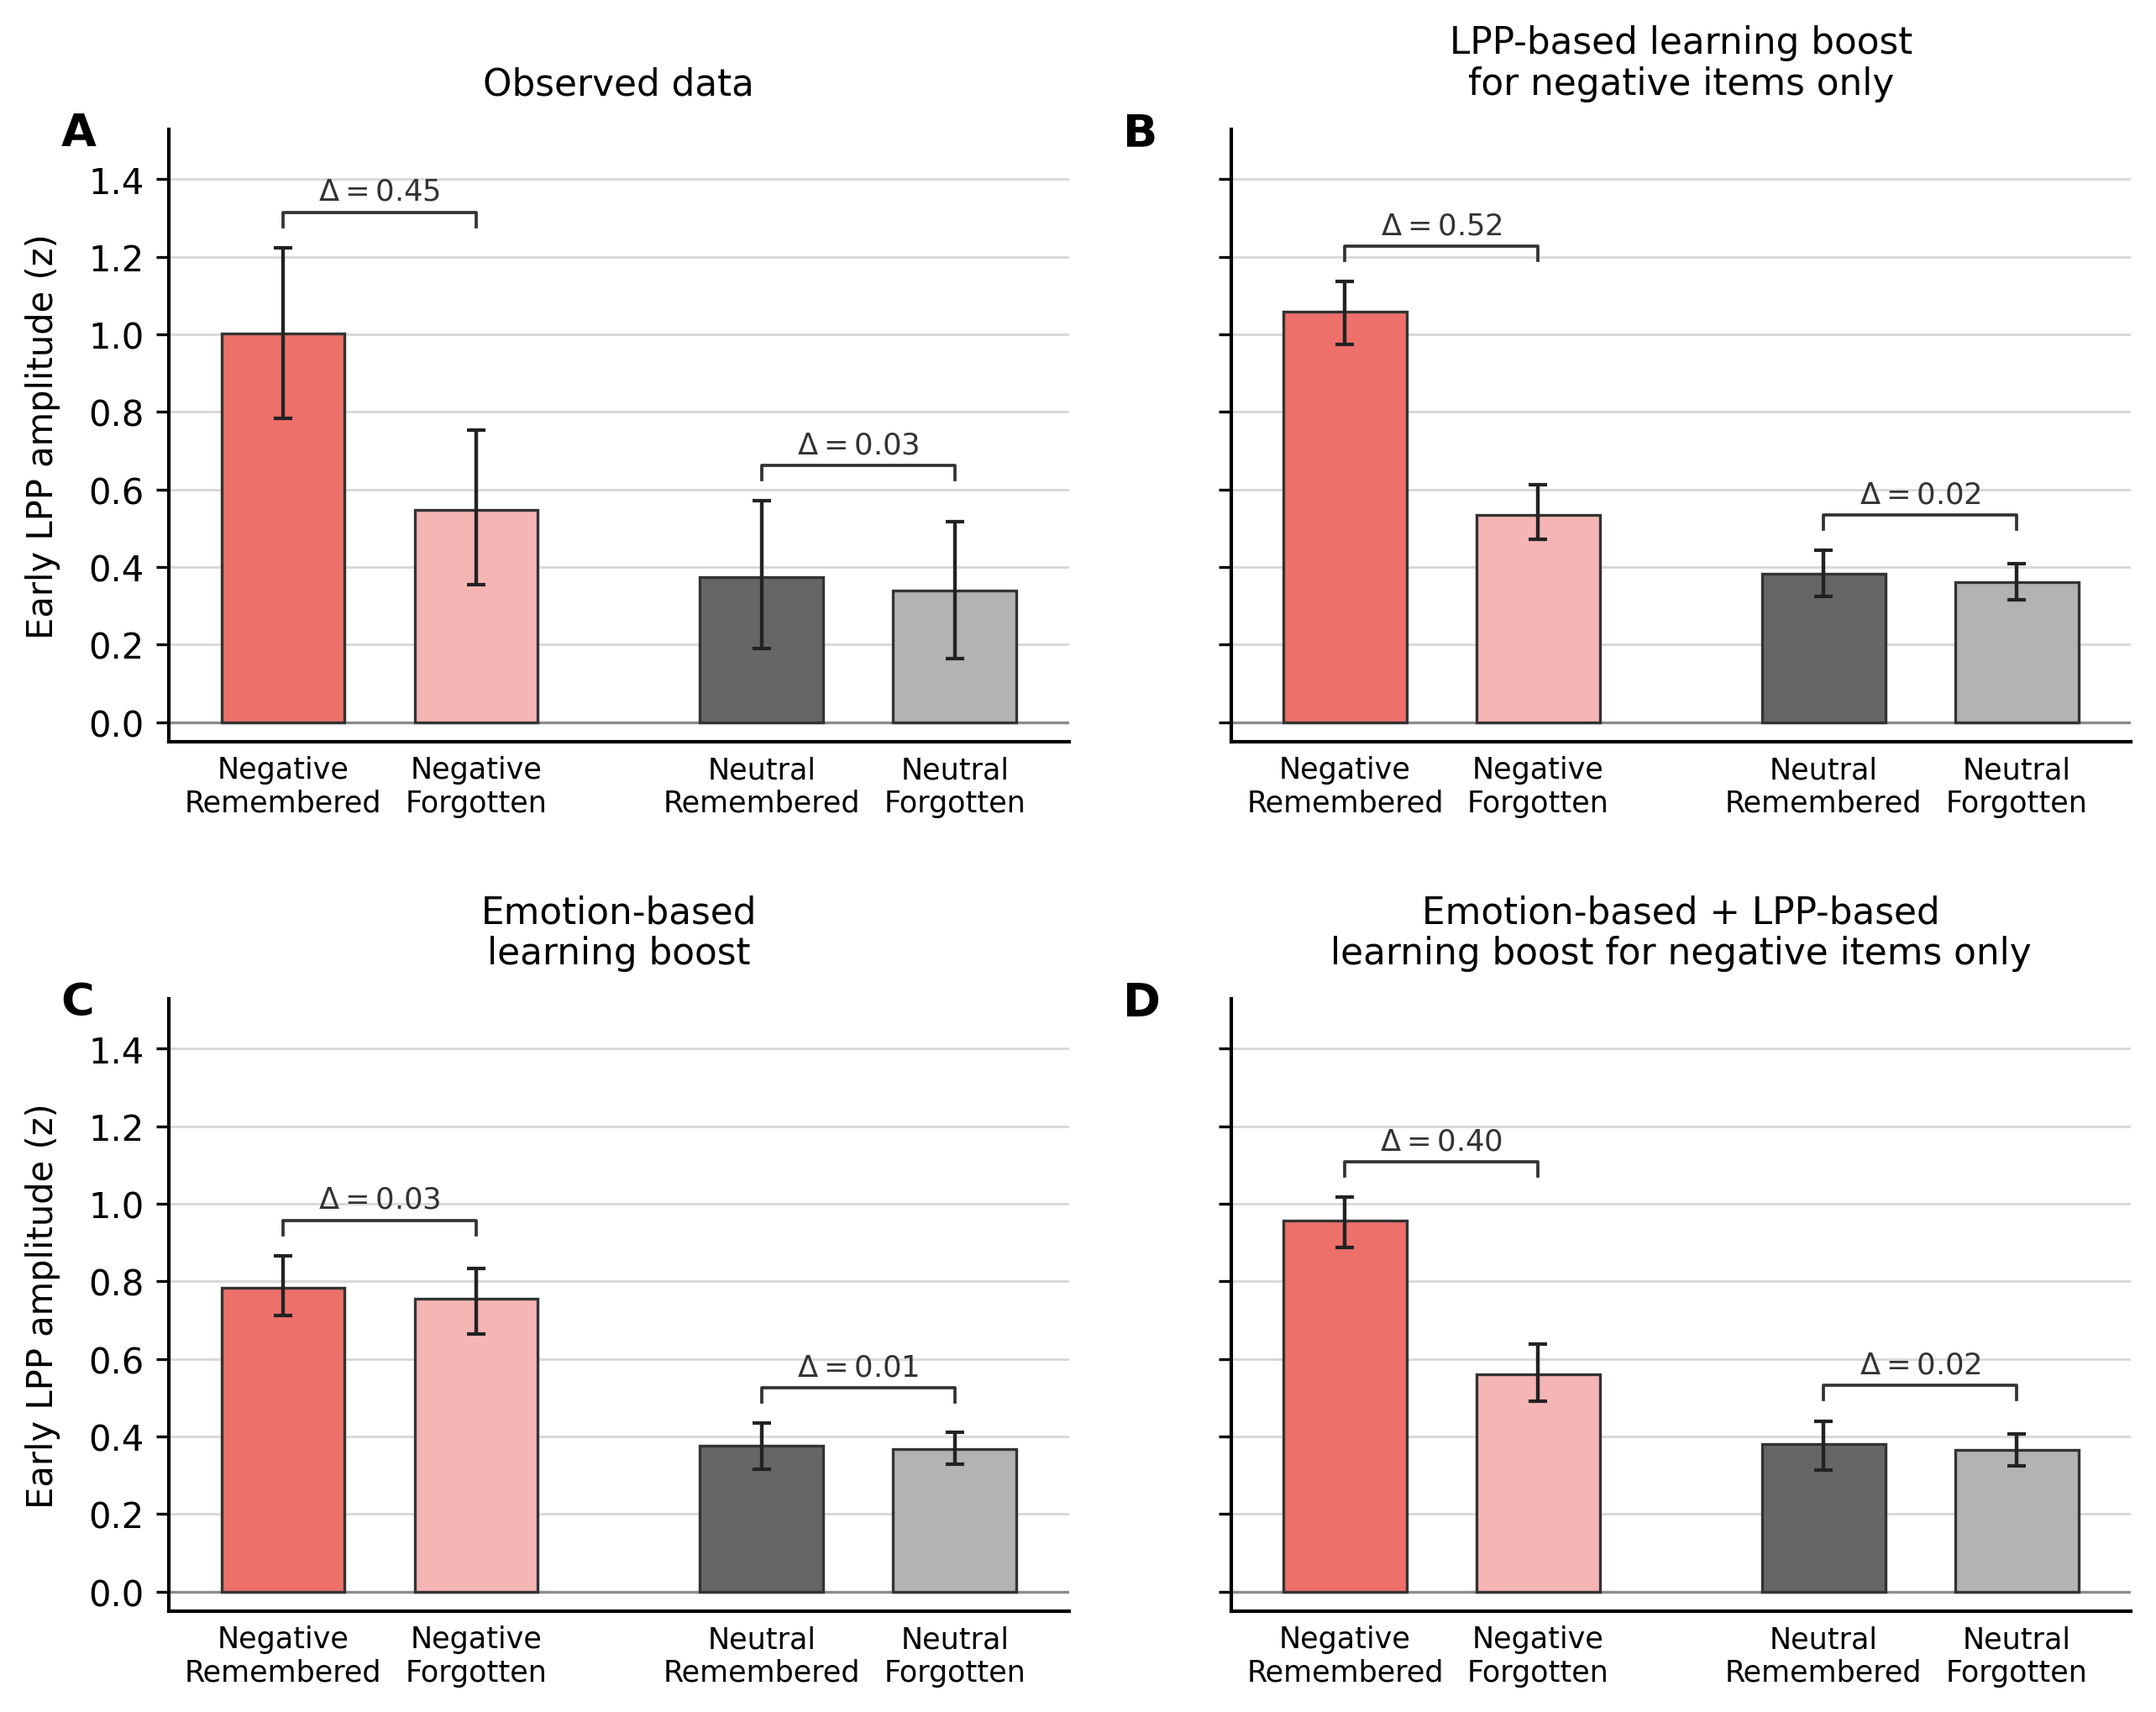 Observed data
A
Early LPP amplitude (z)
1.4
1.2
1.0
0.8
0.6
0.4
0.2
0.0
Δ = 0.45
Δ = 0.03
Negative
Remembered
Negative
Forgotten
Neutral
Remembered
Neutral
Forgotten
LPP-based learning boost
for negative items only
B
Δ = 0.52
Δ = 0.02
Negative
Remembered
Negative
Forgotten
Neutral
Remembered
Neutral
Forgotten
Emotion-based
learning boost
C
Early LPP amplitude (z)
1.4
1.2
1.0
0.8
0.6
0.4
0.2
0.0
Δ = 0.03
Δ = 0.01
Negative
Remembered
Negative
Forgotten
Neutral
Remembered
Neutral
Forgotten
Emotion-based + LPP-based
learning boost for negative items only
D
Δ = 0.40
Δ = 0.02
Negative
Remembered
Negative
Forgotten
Neutral
Remembered
Neutral
Forgotten